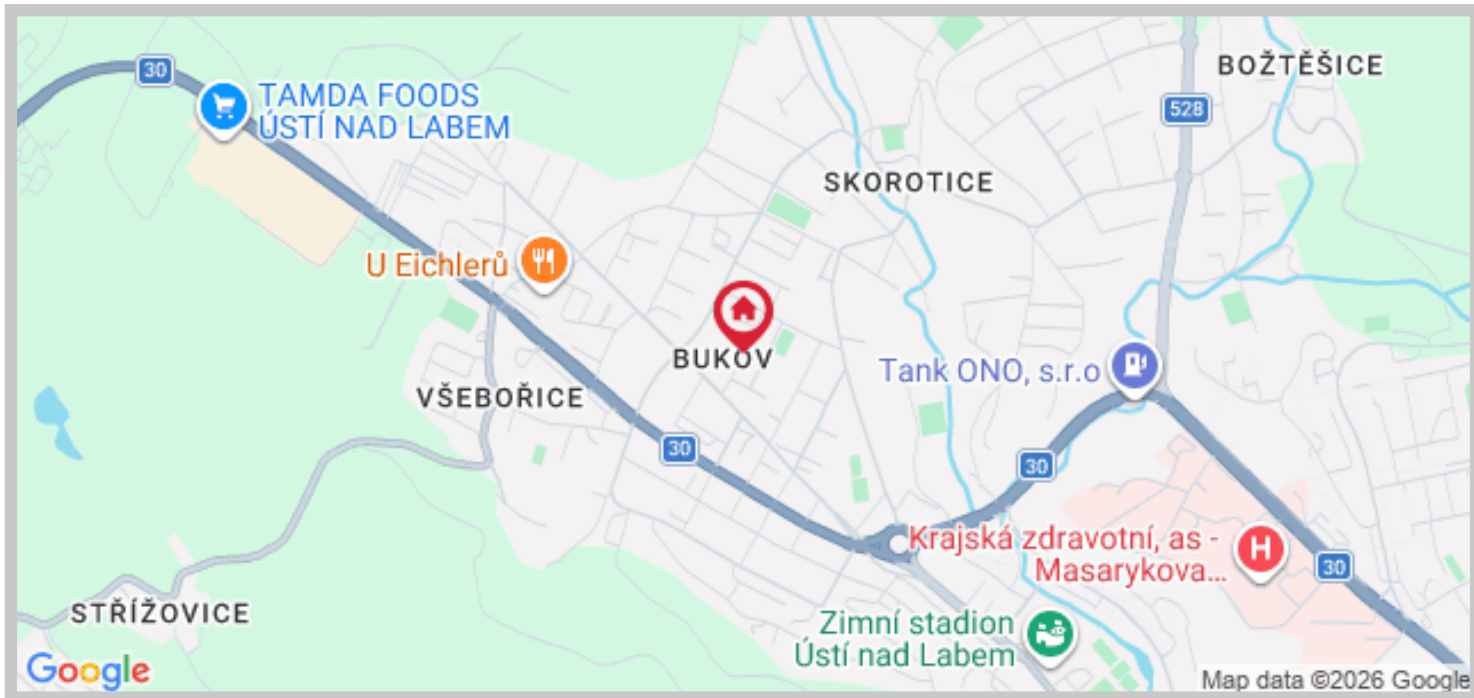 30
TAMDA FOODS
ÚSTÍ NAD LABEM
BOŽTĚŠICE
528
SKOROTICE
U Eichlerů
BUKOV
VŠEBOŘICE
Tank ONO, s.r.o
30
30
Krajská zdravotní, as -
Masarykova...
30
STŘÍŽOVICE
Zimní stadion
Ústí nad Labem
H
Google
Map data ©2026 Google